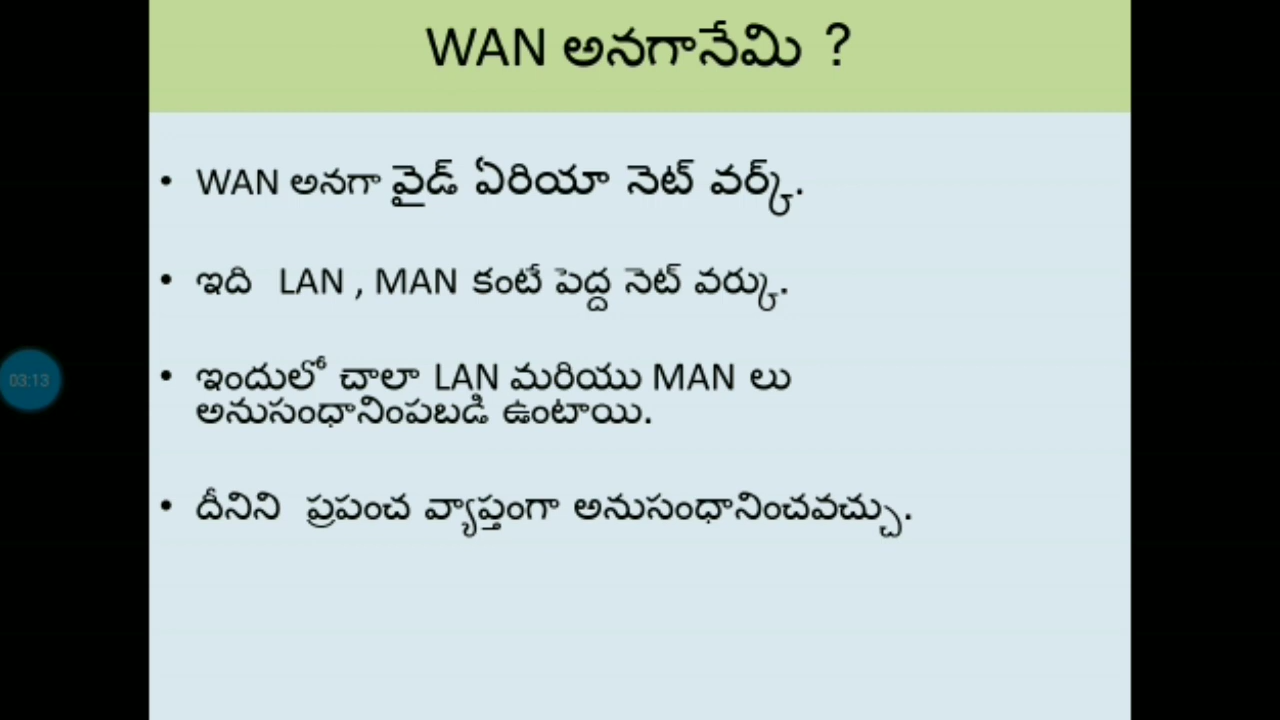 WAN అనగానేమి ?
• WAN అనగా వైడ్ ఏరియా నెట్ వర్క్.
• ఇది LAN , MAN కంటే పెద్ద నెట్ వర్కు.
• ఇందులో చాలా LAN మరియు MAN లు
అనుసంధానింపబడి ఉంటాయి.
03:13
• దీనిని ప్రపంచ వ్యాప్తంగా అనుసంధానించవచ్చు.